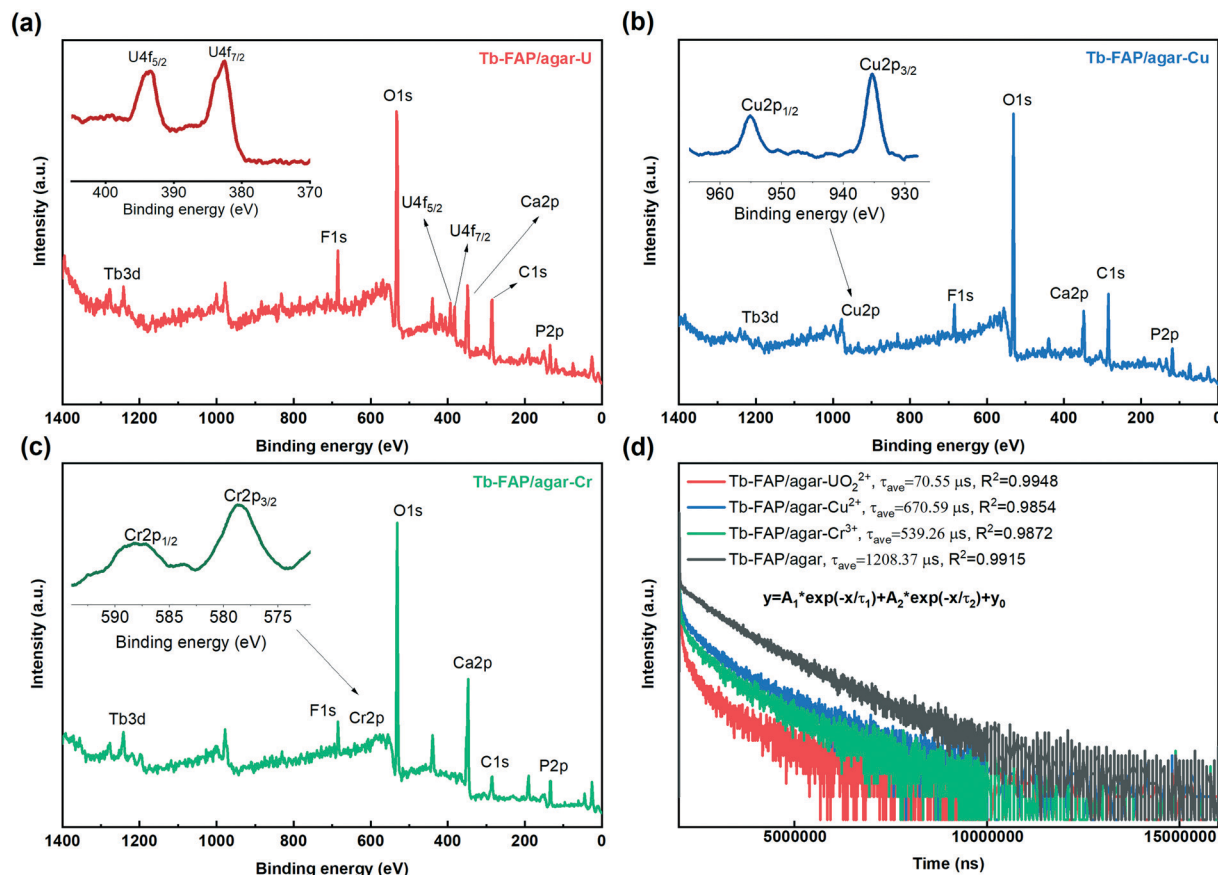 (a)
Tb-FAP/agar-U
U4f5/2
U4f7/2
400 390 380 370
Binding energy (eV)
O1s
U4f5/2
U4f7/2
Ca2p
F1s
C1s
Tb3d
P2p
Intensity (a.u.)
1400 1200 1000 800 600 400 200 0
Binding energy (eV)
(b)
Tb-FAP/agar-Cu
Cu2p1/2
Cu2p3/2
960 950 940 930
Binding energy (eV)
O1s
C1s
Ca2p
F1s
Cu2p
Tb3d
P2p
Intensity (a.u.)
1400 1200 1000 800 600 400 200 0
Binding energy (eV)
(c)
Tb-FAP/agar-Cr
Cr2p3/2
Cr2p1/2
590 585 580 575
Binding energy (eV)
O1s
Ca2p
F1s
Cr2p
Tb3d
C1s
P2p
Intensity (a.u.)
1400 1200 1000 800 600 400 200 0
Binding energy (eV)
(d)
Tb-FAP/agar-UO₂²⁺, τave=70.55 μs, R²=0.9948
Tb-FAP/agar-Cu²⁺, τave=670.59 μs, R²=0.9854
Tb-FAP/agar-Cr³⁺, τave=539.26 μs, R²=0.9872
Tb-FAP/agar, τave=1208.37 μs, R²=0.9915
y=A₁*exp(-x/τ₁)+A₂*exp(-x/τ₂)+y₀
Intensity (a.u.)
5000000 10000000 15000000
Time (ns)